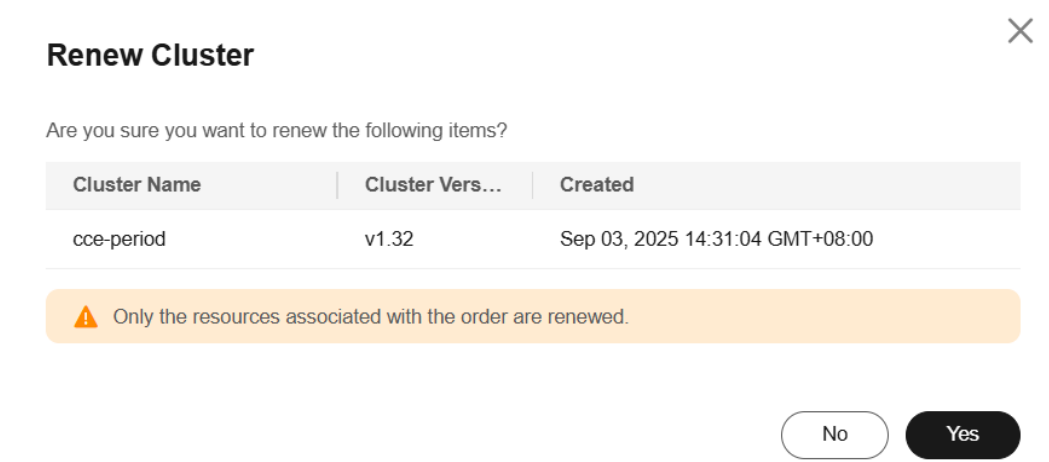 Renew Cluster
Are you sure you want to renew the following items?
Cluster Name Cluster Vers... Created
cce-period v1.32 Sep 03, 2025 14:31:04 GMT+08:00
Only the resources associated with the order are renewed.
No Yes